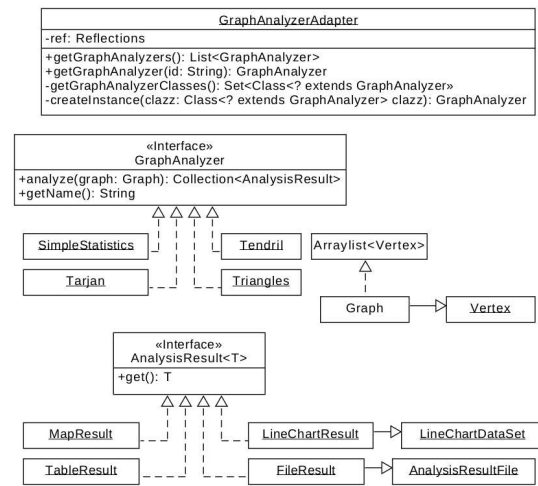 GraphAnalyzerAdapter
-ref: Reflections
+getGraphAnalyzers(): List<GraphAnalyzer>
+getGraphAnalyzer(id: String): GraphAnalyzer
-getGraphAnalyzerClasses(): Set<Class<? extends GraphAnalyzer»
-createInstance(clazz: Class<? extends GraphAnalyzer> clazz): GraphAnalyzer
«Interface»
GraphAnalyzer
+analyze(graph: Graph): Collection<AnalysisResult>
+getName(): String
SimpleStatistics
Tendril
Arraylist<Vertex>
Tarjan
Triangles
Graph
Vertex
«Interface»
AnalysisResult<T>
+get(): T
MapResult
LineChartResult
LineChartDataSet
TableResult
FileResult
AnalysisResultFile